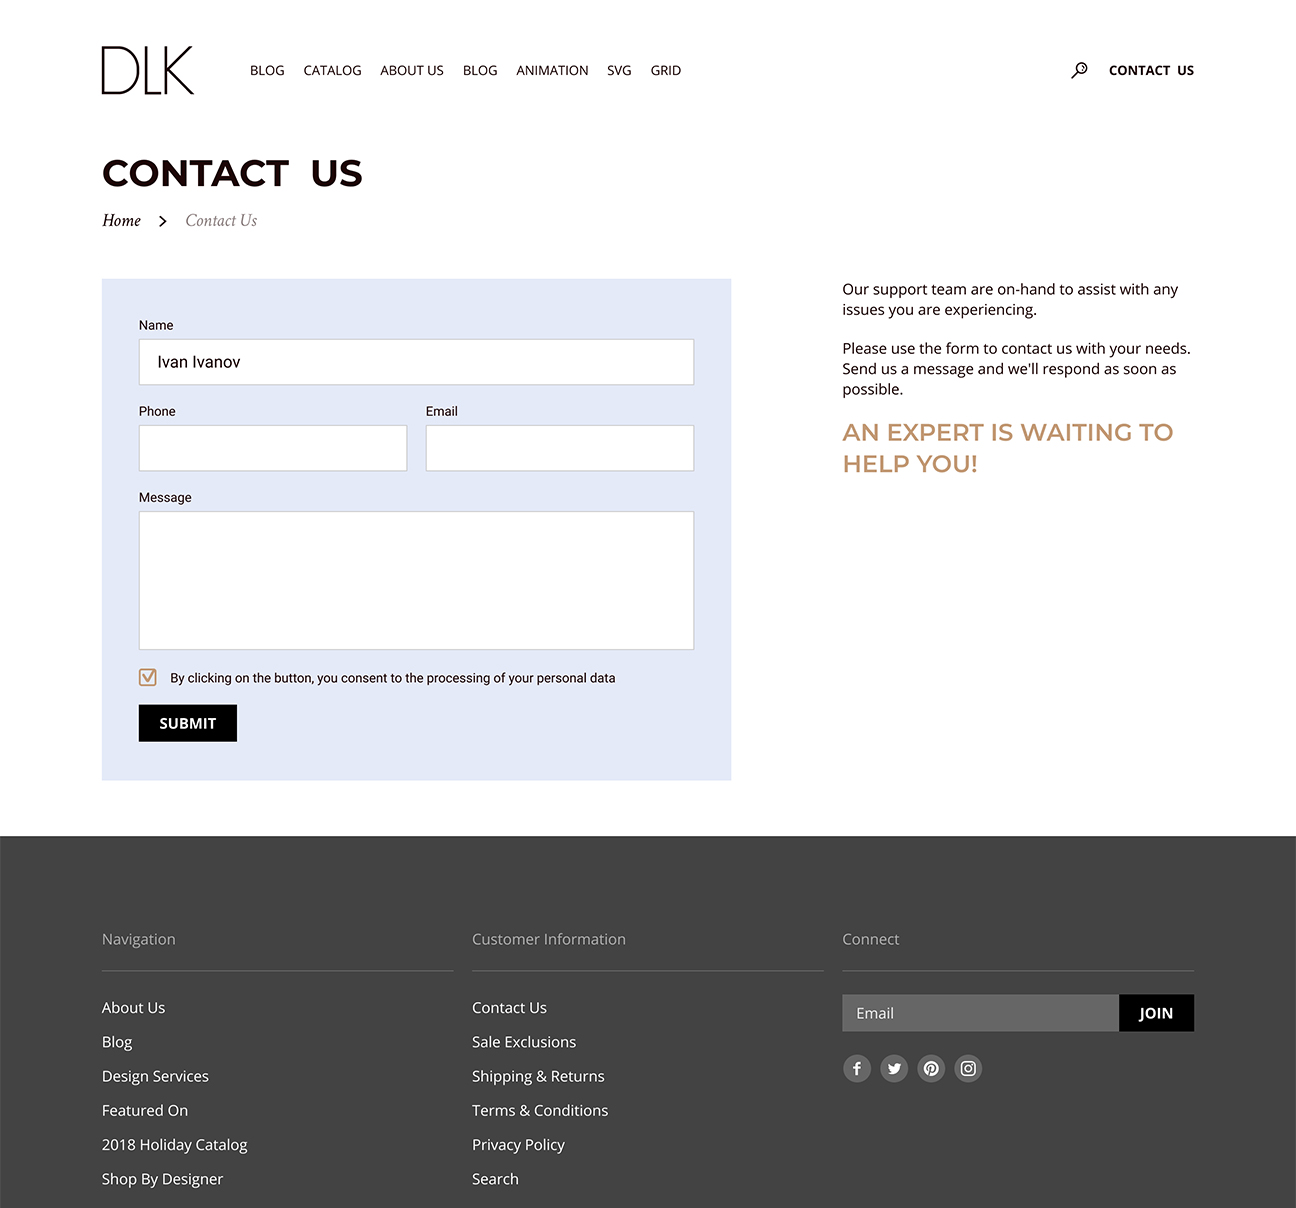 DLK
BLOG CATALOG ABOUT US BLOG ANIMATION SVG GRID
CONTACT US
CONTACT US
Home > Contact Us
Name
Ivan Ivanov
Phone
Email
Message
By clicking on the button, you consent to the processing of your personal data
SUBMIT
Our support team are on-hand to assist with any
issues you are experiencing.
Please use the form to contact us with your needs.
Send us a message and we'll respond as soon as
possible.
AN EXPERT IS WAITING TO
HELP YOU!
Navigation
About Us
Blog
Design Services
Featured On
2018 Holiday Catalog
Shop By Designer
Customer Information
Contact Us
Sale Exclusions
Shipping & Returns
Terms & Conditions
Privacy Policy
Search
Connect
Email
JOIN